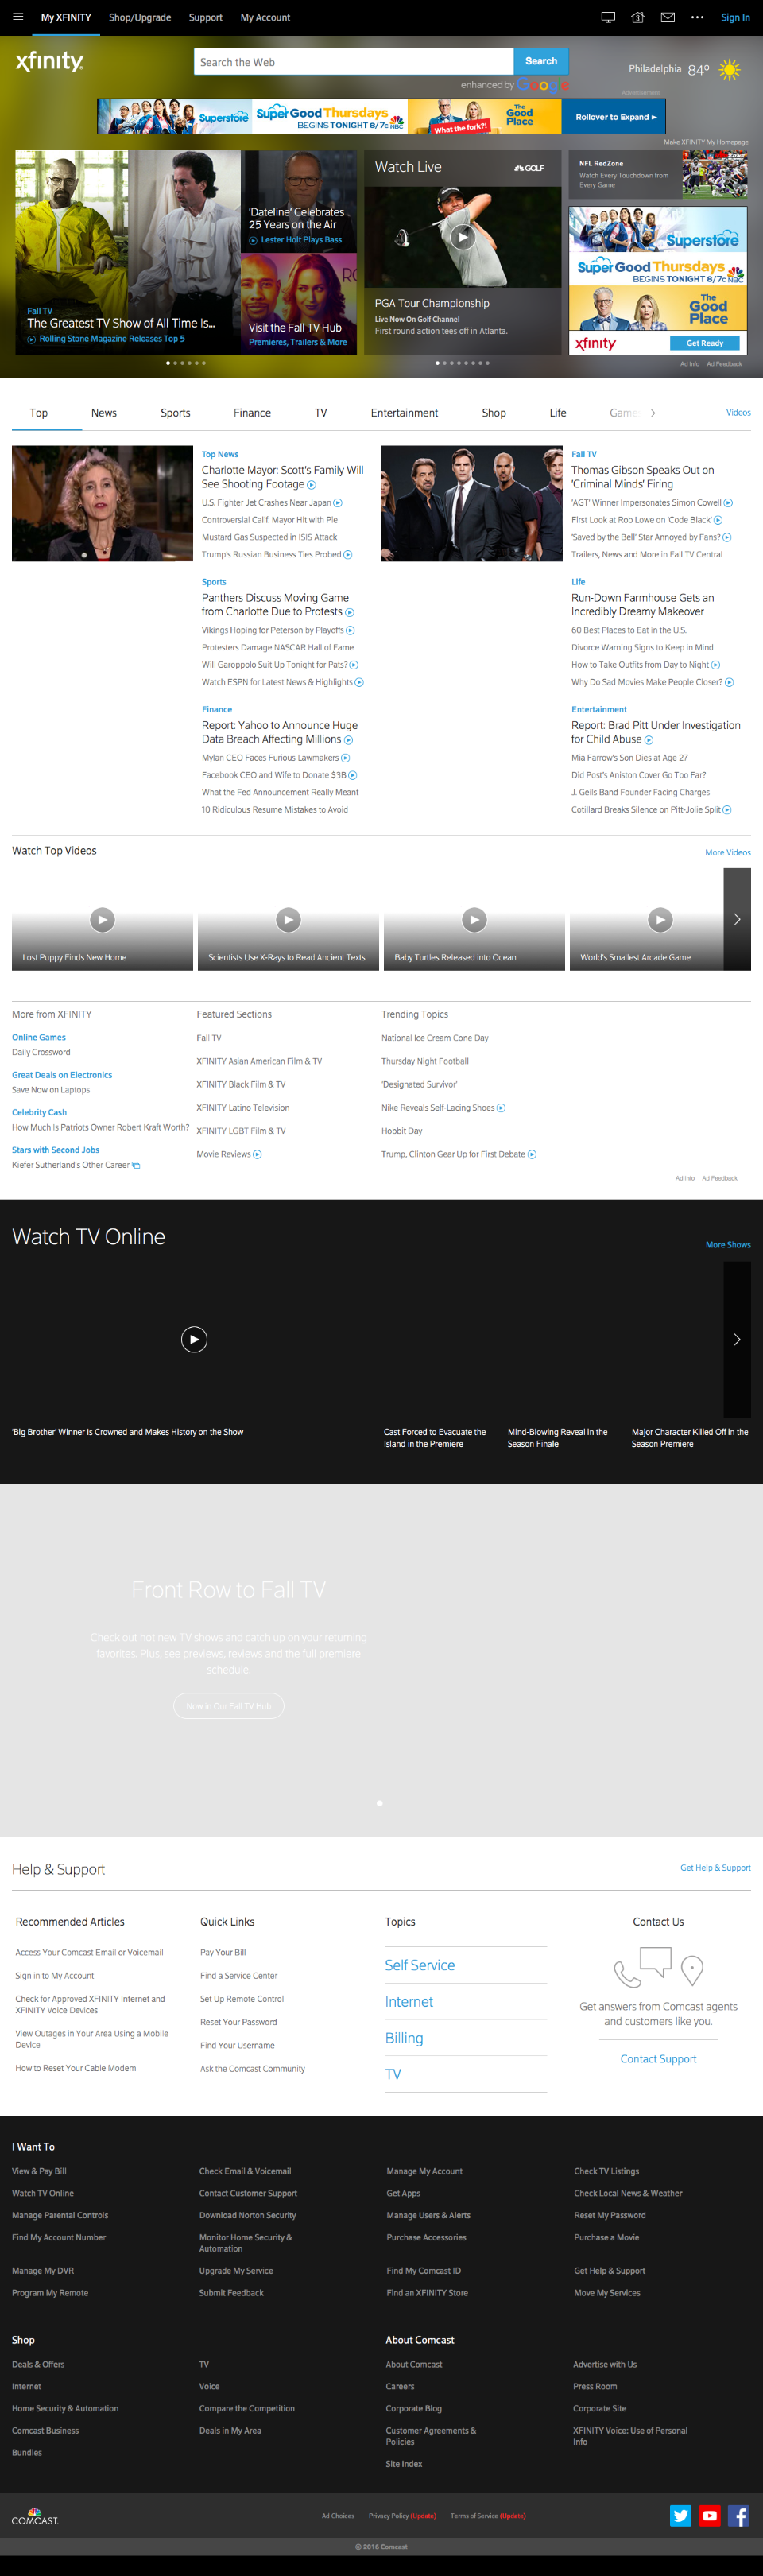 My XFINITY
Shop/Upgrade
Support
My Account
Sign In
xfinity
Search the Web
Search
enhanced by Google
Philadelphia 84°
Advertisement
Superstore
Super Good Thursdays
BEGINS TONIGHT 8/7c NBC
What the fork?!
The Good Place
Rollover to Expand ►
Make XFINITY My Homepage
Fall TV
The Greatest TV Show of All Time Is...
Rolling Stone Magazine Releases Top 5
'Dateline' Celebrates
25 Years on the Air
Lester Holt Plays Bass
Visit the Fall TV Hub
Premieres, Trailers & More
Watch Live
GOLF
PGA Tour Championship
Live Now On Golf Channel
First round action tees off in Atlanta.
NFL RedZone
Watch Every Touchdown from
Every Game
Superstore
Super Good Thursdays
BEGINS TONIGHT 8/7c NBC
The Good Place
xfinity
Get Ready
Ad Info
Ad Feedback
Top
News
Sports
Finance
TV
Entertainment
Shop
Life
Game
Videos
Top News
Charlotte Mayor: Scott's Family Will
See Shooting Footage
U.S. Fighter Jet Crashes Near Japan
Controversial Calif. Mayor Hit with Pie
Mustard Gas Suspected in ISIS Attack
Trump's Russian Business Ties Probed
Fall TV
Thomas Gibson Speaks Out on
'Criminal Minds' Firing
'AGT' Winner Impersonates Simon Cowell
First Look at Rob Lowe on 'Code Black'
'Saved by the Bell' Star Annoyed by Fans?
Trailers, News and More in Fall TV Central
Sports
Panthers Discuss Moving Game
from Charlotte Due to Protests
Vikings Hoping for Peterson by Playoffs
Protesters Damage NASCAR Hall of Fame
Will Garoppolo Suit Up Tonight for Pats?
Watch ESPN for Latest News & Highlights
Life
Run-Down Farmhouse Gets an
Incredibly Dreamy Makeover
60 Best Places to Eat in the U.S.
Divorce Warning Signs to Keep in Mind
How to Take Outfits from Day to Night
Why Do Sad Movies Make People Closer?
Finance
Report: Yahoo to Announce Huge
Data Breach Affecting Millions
Mylan CEO Faces Furious Lawmakers
Facebook CEO and Wife to Donate $3B
What the Fed Announcement Really Meant
10 Ridiculous Resume Mistakes to Avoid
Entertainment
Report: Brad Pitt Under Investigation
for Child Abuse
Mia Farrow's Son Dies at Age 27
Did Post's Aniston Cover Go Too Far?
J. Geils Band Founder Facing Charges
Cotillard Breaks Silence on Pitt-Jolie Split
Watch Top Videos
More Videos
Lost Puppy Finds New Home
Scientists Use X-Rays to Read Ancient Texts
Baby Turtles Released into Ocean
World's Smallest Arcade Game
More from XFINITY
Online Games
Daily Crossword
Great Deals on Electronics
Save Now on Laptops
Celebrity Cash
How Much Is Patriots Owner Robert Kraft Worth?
Stars with Second Jobs
Kiefer Sutherland's Other Career
Featured Sections
Fall TV
XFINITY Asian American Film & TV
XFINITY Black Film & TV
XFINITY Latino Television
XFINITY LGBT Film & TV
Movie Reviews
Trending Topics
National Ice Cream Cone Day
Thursday Night Football
'Designated Survivor'
Nike Reveals Self-Lacing Shoes
Hobbit Day
Trump, Clinton Gear Up for First Debate
Ad Info
Ad Feedback
Watch TV Online
More Shows
'Big Brother' Winner Is Crowned and Makes History on the Show
Cast Forced to Evacuate the
Island in the Premiere
Mind-Blowing Reveal in the
Season Finale
Major Character Killed Off in the
Season Premiere
Front Row to Fall TV
Check out hot new TV shows and catch up on your returning
favorites. Plus, see previews, reviews and the full premiere
schedule.
Now in Our Fall TV Hub
Help & Support
Get Help & Support
Recommended Articles
Access Your Comcast Email or Voicemail
Sign in to My Account
Check for Approved XFINITY Internet and
XFINITY Voice Devices
View Outages in Your Area Using a Mobile
Device
How to Reset Your Cable Modem
Quick Links
Pay Your Bill
Find a Service Center
Set Up Remote Control
Reset Your Password
Find Your Username
Ask the Comcast Community
Topics
Self Service
Internet
Billing
TV
Contact Us
Get answers from Comcast agents
and customers like you.
Contact Support
I Want To
View & Pay Bill
Check Email & Voicemail
Manage My Account
Check TV Listings
Watch TV Online
Contact Customer Support
Get Apps
Check Local News & Weather
Manage Parental Controls
Download Norton Security
Manage Users & Alerts
Reset My Password
Find My Account Number
Monitor Home Security &
Automation
Purchase Accessories
Purchase a Movie
Manage My DVR
Upgrade My Service
Find My Comcast ID
Get Help & Support
Program My Remote
Submit Feedback
Find an XFINITY Store
Move My Services
Shop
Deals & Offers
Internet
Home Security & Automation
Comcast Business
Bundles
TV
Voice
Compare the Competition
Deals in My Area
About Comcast
About Comcast
Careers
Corporate Blog
Customer Agreements &
Policies
Site Index
Advertise with Us
Press Room
Corporate Site
XFINITY Voice: Use of Personal
Info
COMCAST.
Ad Choices
Privacy Policy (Update)
Terms of Service (Update)
© 2016 Comcast